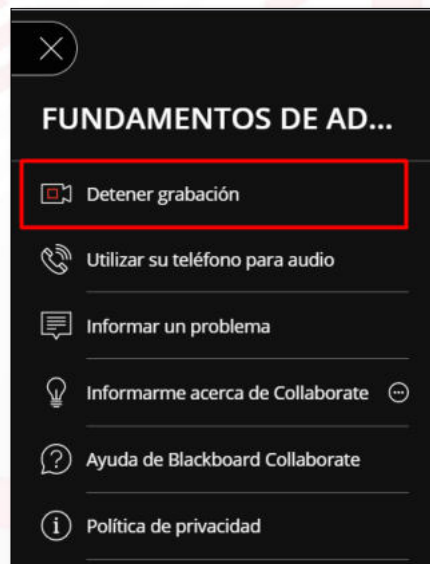 FUNDAMENTOS DE AD...
Detener grabación
Utilizar su teléfono para audio
Informar un problema
Informarme acerca de Collaborate
Ayuda de Blackboard Collaborate
Política de privacidad